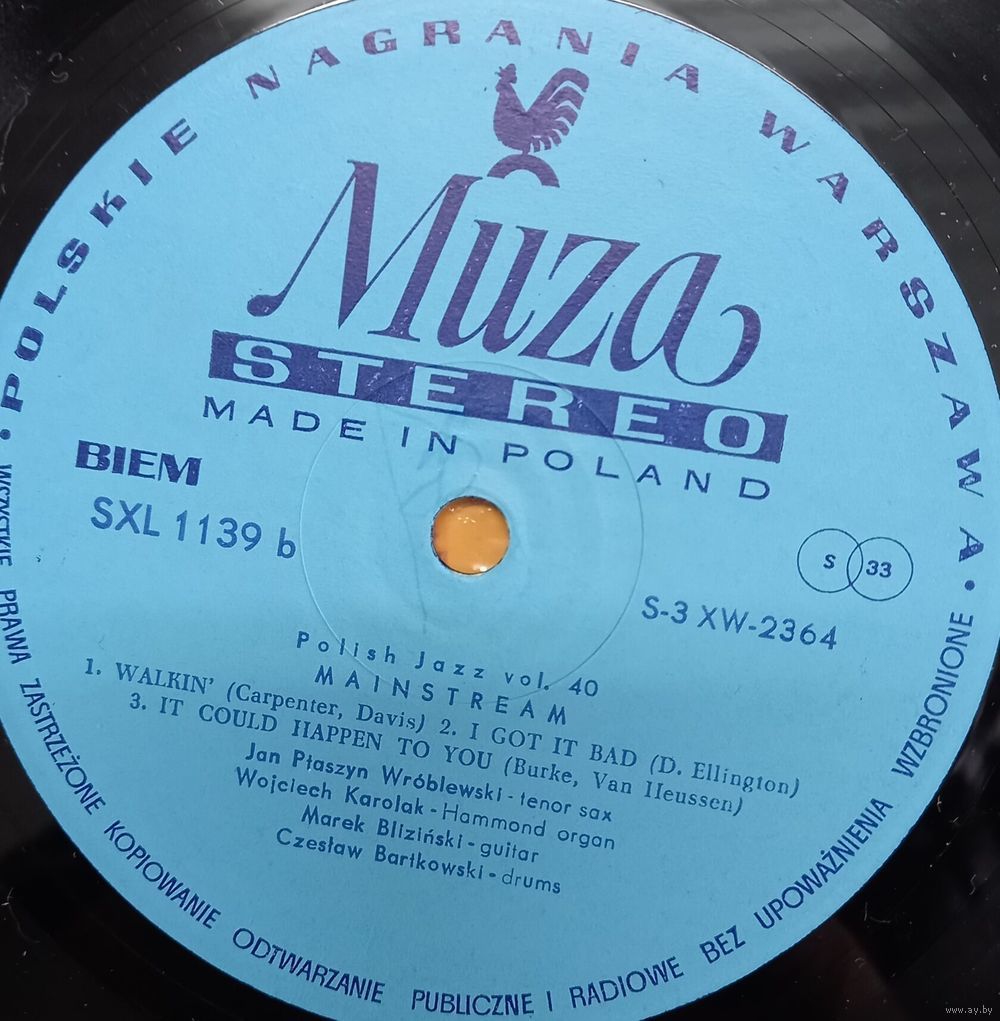 • POLSKIE NAGRANIA WARSZAWA •
Muza
STEREO
MADE IN POLAND
BIEM
SXL 1139 b
S 33
S-3 XW-2364
Polish Jazz vol. 40
MAINSTREAM
1. WALKIN' (Carpenter, Davis) 2. I GOT IT BAD (D. Ellington)
3. IT COULD HAPPEN TO YOU (Burke, Van Heussen)
Jan Ptaszyn Wróblewski - tenor sax
Wojciech Karolak - Hammond organ
Marek Bliziński - guitar
Czesław Bartkowski - drums
WSZYSTKIE PRAWA ZASTRZEŻONE KOPIOWANIE ODTWARZANIE PUBLICZNE I RADIOWE BEZ UPOWAŻNIENIA WZBRONIONE
www.ay.by